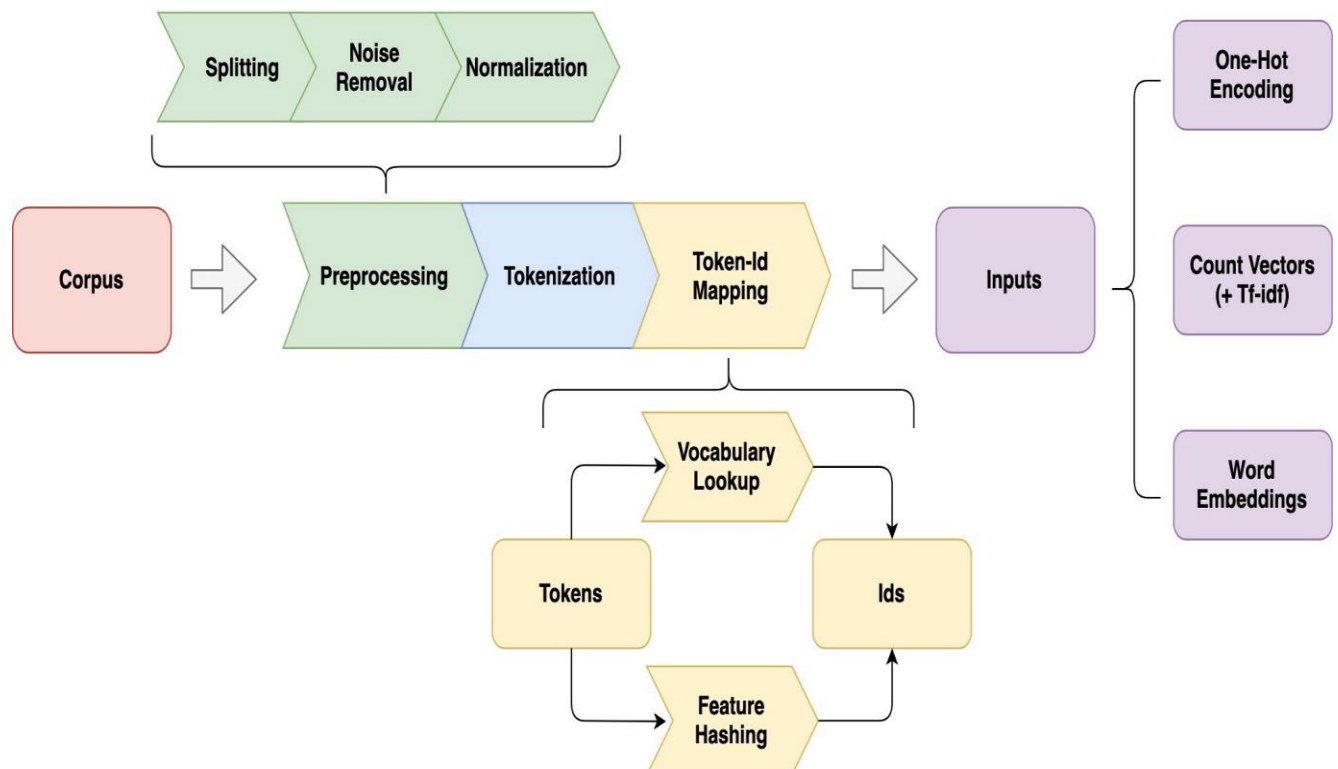 Splitting
Noise
Removal
Normalization
Corpus
Preprocessing
Tokenization
Token-Id
Mapping
Inputs
One-Hot
Encoding
Count Vectors
(+ Tf-idf)
Word
Embeddings
Vocabulary
Lookup
Tokens
Ids
Feature
Hashing